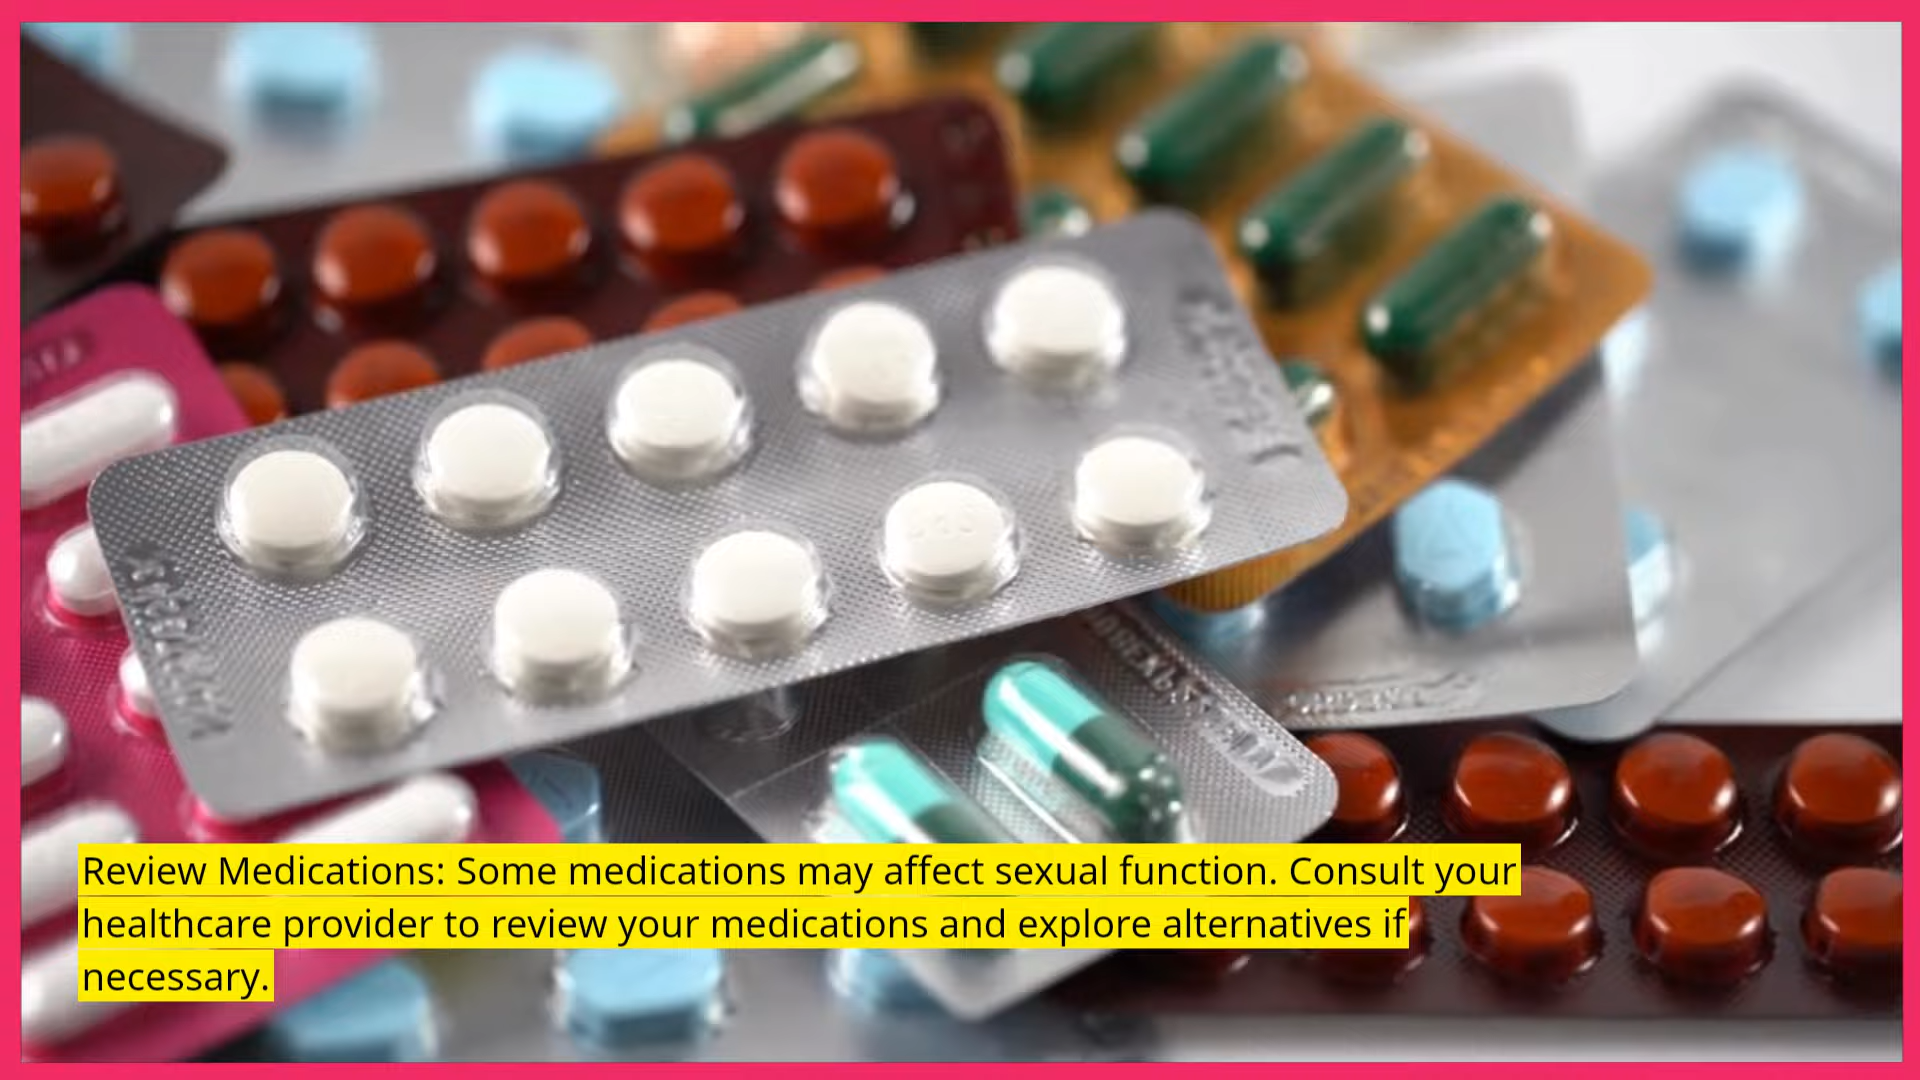 Review Medications: Some medications may affect sexual function. Consult your
healthcare provider to review your medications and explore alternatives if
necessary.